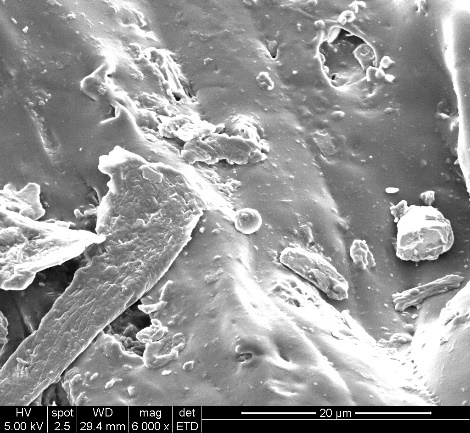 HV spot WD mag det
5.00 kV 2.5 29.4 mm 6 000 x ETD 20 µm